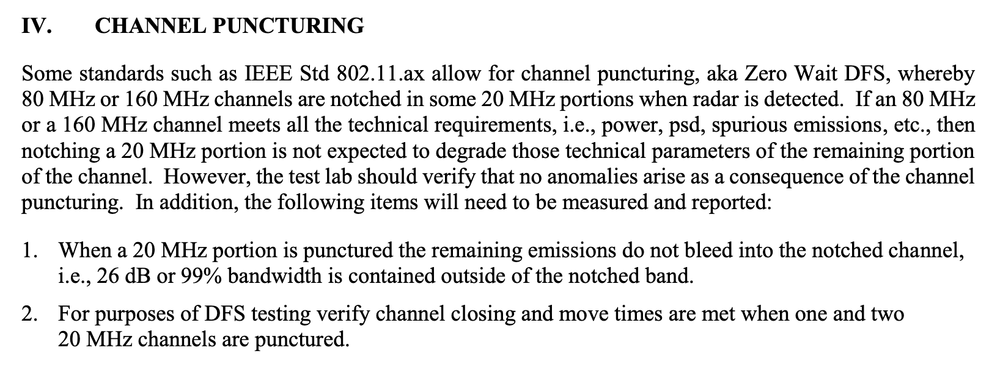 IV. CHANNEL PUNCTURING
Some standards such as IEEE Std 802.11.ax allow for channel puncturing, aka Zero Wait DFS, whereby
80 MHz or 160 MHz channels are notched in some 20 MHz portions when radar is detected. If an 80 MHz
or a 160 MHz channel meets all the technical requirements, i.e., power, psd, spurious emissions, etc., then
notching a 20 MHz portion is not expected to degrade those technical parameters of the remaining portion
of the channel. However, the test lab should verify that no anomalies arise as a consequence of the channel
puncturing. In addition, the following items will need to be measured and reported:
1. When a 20 MHz portion is punctured the remaining emissions do not bleed into the notched channel,
i.e., 26 dB or 99% bandwidth is contained outside of the notched band.
2. For purposes of DFS testing verify channel closing and move times are met when one and two
20 MHz channels are punctured.